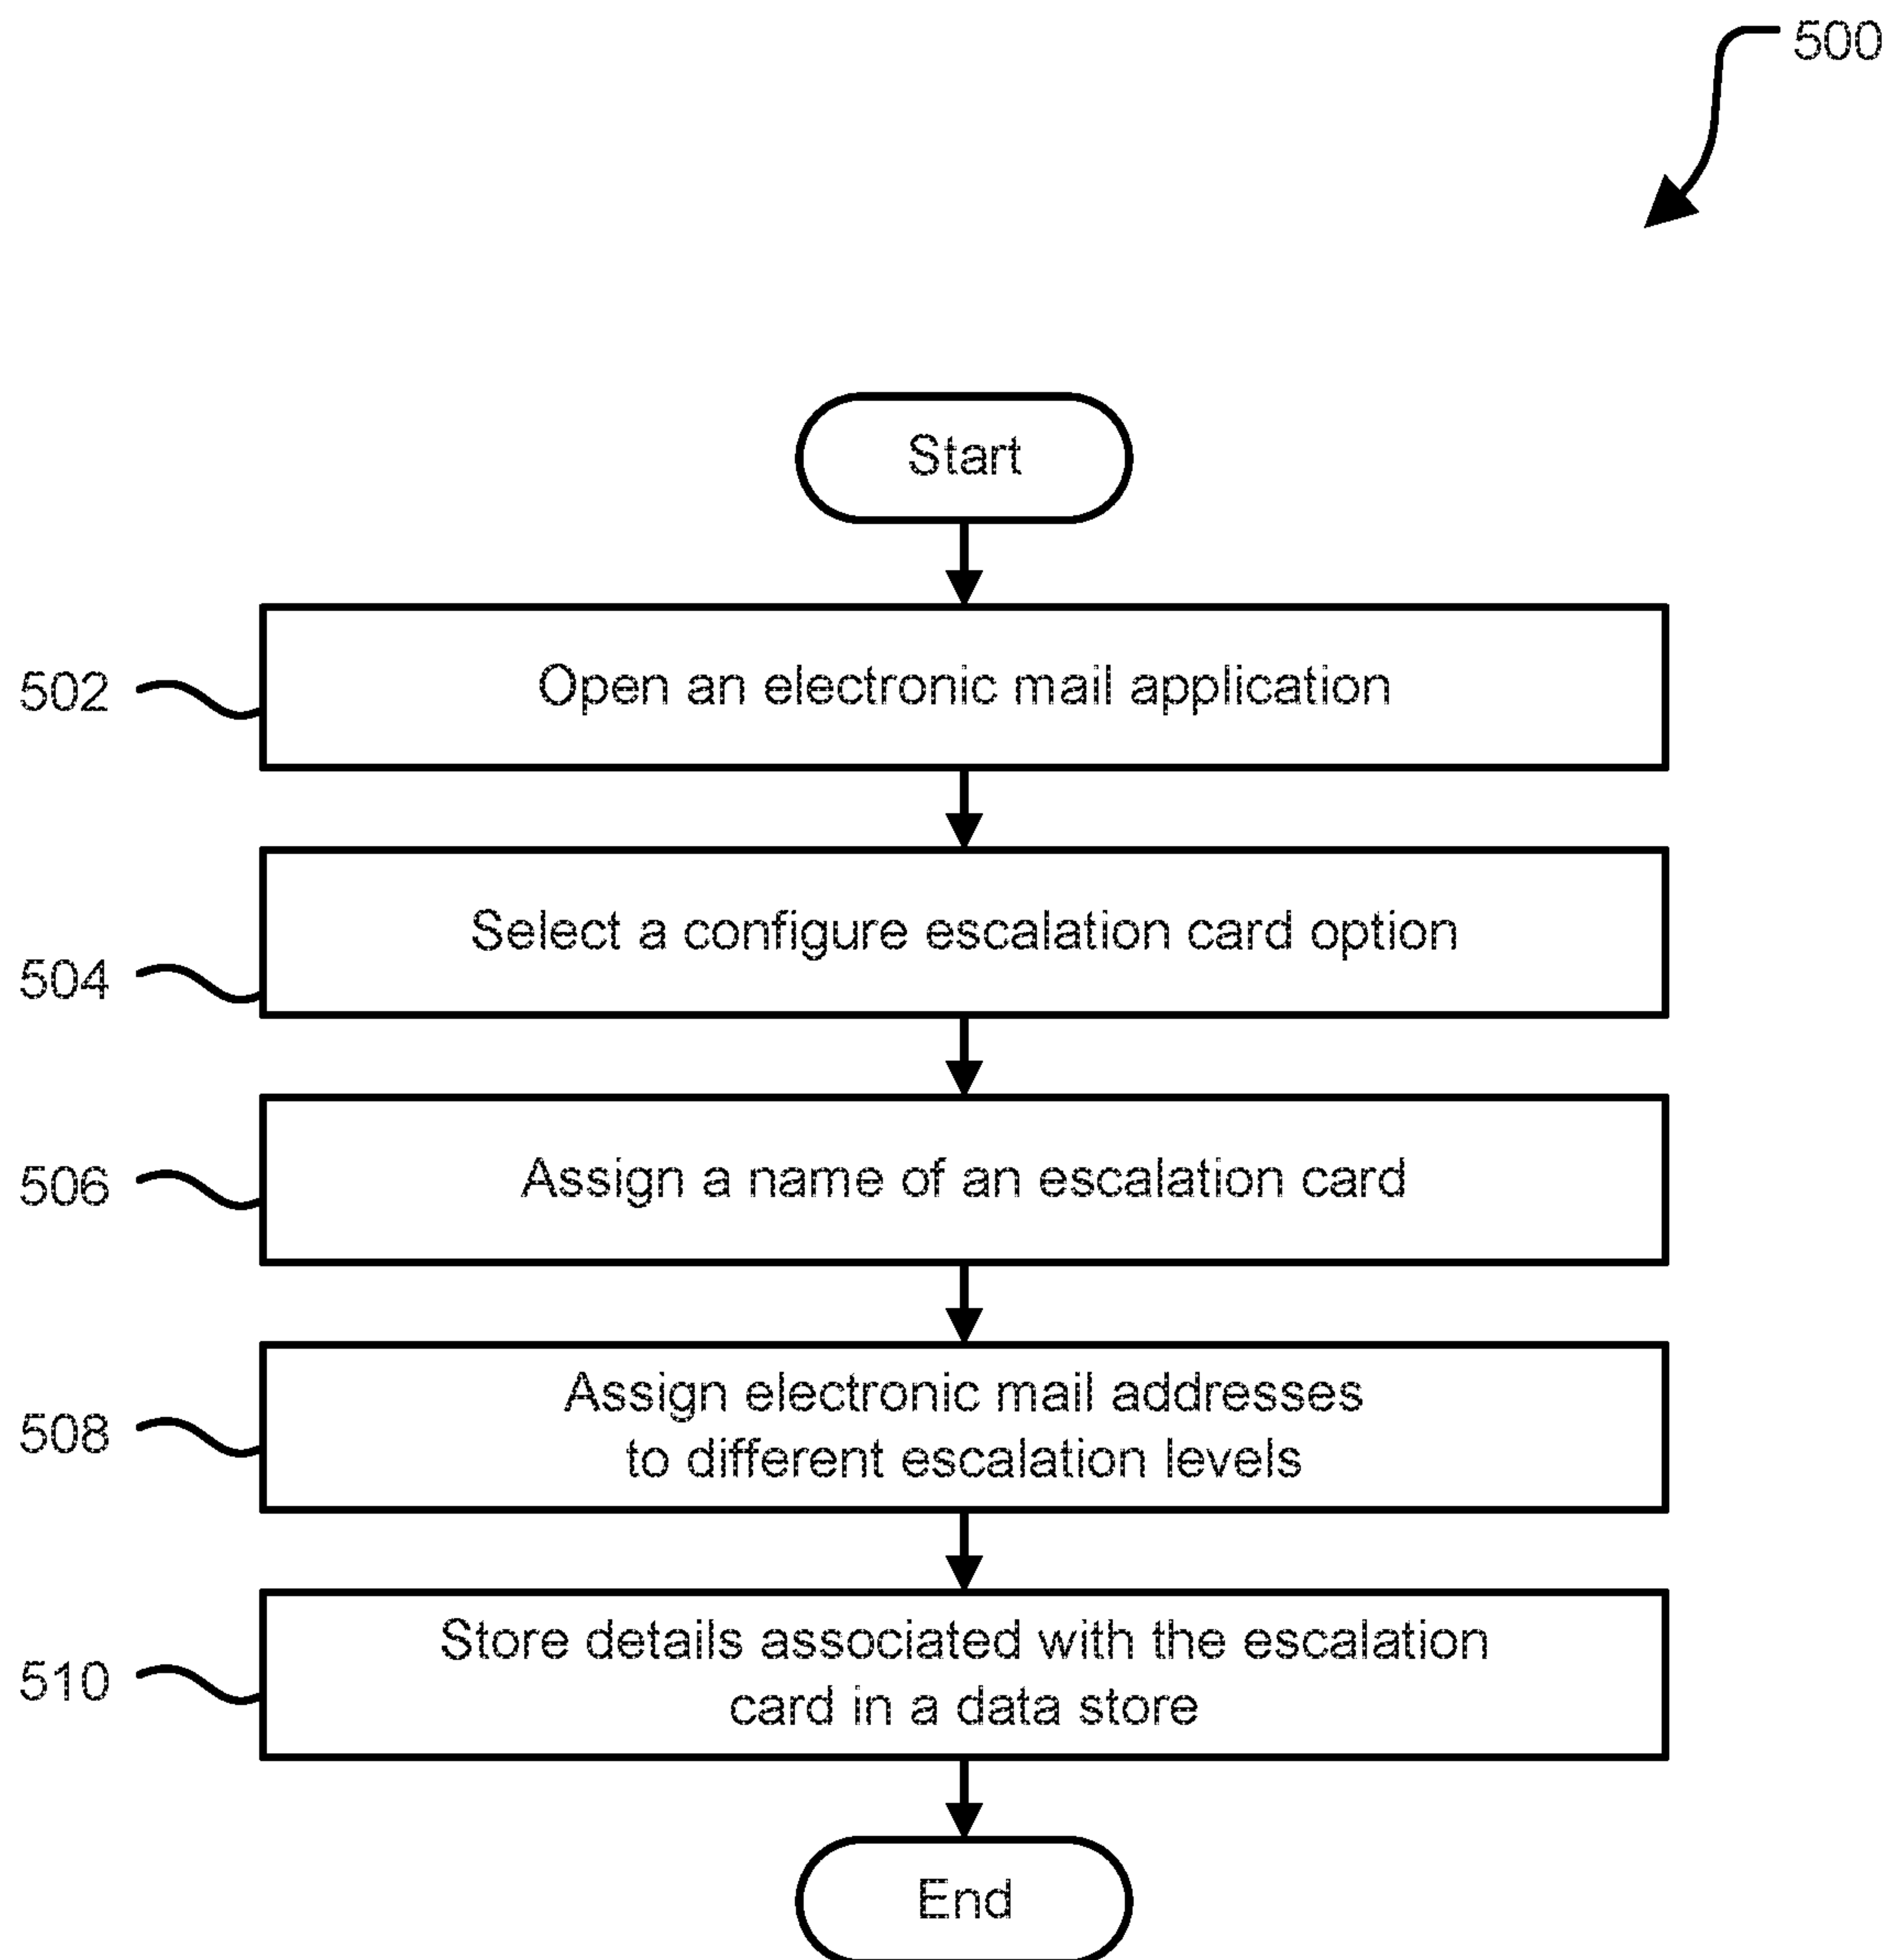 500
Start
502
Open an electronic mail application
504
Select a configure escalation card option
506
Assign a name of an escalation card
508
Assign electronic mail addresses
to different escalation levels
510
Store details associated with the escalation
card in a data store
End